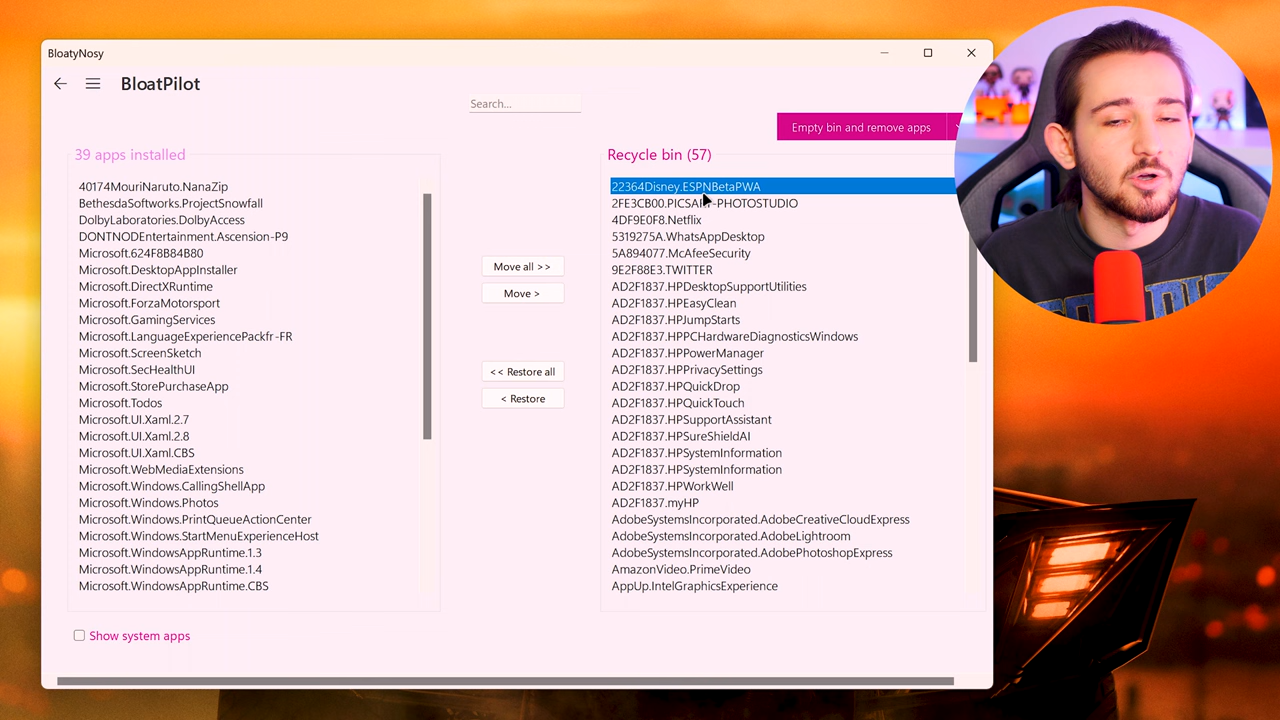 BloatyNosy
BloatPilot
Search...
Empty bin and remove apps
39 apps installed
40174MouriNaruto.NanaZip
BethesdaSoftworks.ProjectSnowfall
DolbyLaboratories.DolbyAccess
DONTNODEntertainment.Ascension-P9
Microsoft.624F8B84B80
Microsoft.DesktopAppInstaller
Microsoft.DirectXRuntime
Microsoft.ForzaMotorsport
Microsoft.GamingServices
Microsoft.LanguageExperiencePackfr-FR
Microsoft.ScreenSketch
Microsoft.SecHealthUI
Microsoft.StorePurchaseApp
Microsoft.Todos
Microsoft.UI.Xaml.2.7
Microsoft.UI.Xaml.2.8
Microsoft.UI.Xaml.CBS
Microsoft.WebMediaExtensions
Microsoft.Windows.CallingShellApp
Microsoft.Windows.Photos
Microsoft.Windows.PrintQueueActionCenter
Microsoft.Windows.StartMenuExperienceHost
Microsoft.WindowsAppRuntime.1.3
Microsoft.WindowsAppRuntime.1.4
Microsoft.WindowsAppRuntime.CBS
Show system apps
Move all >>
Move >
<< Restore all
< Restore
Recycle bin (57)
22364Disney.ESPNBetaPWA
4DF9E0F8.Netflix
5319275A.WhatsAppDesktop
5A894077.McAfeeSecurity
9E2F88E3.TWITTER
AD2F1837.HPDesktopSupportUtilities
AD2F1837.HPEasyClean
AD2F1837.HPJumpStarts
AD2F1837.HPPCHardwareDiagnosticsWindows
AD2F1837.HPPowerManager
AD2F1837.HPPrivacySettings
AD2F1837.HPQuickDrop
AD2F1837.HPQuickTouch
AD2F1837.HPSupportAssistant
AD2F1837.HPSureShieldAI
AD2F1837.HPSystemInformation
AD2F1837.HPSystemInformation
AD2F1837.HPWorkWell
AD2F1837.myHP
AdobeSystemsIncorporated.AdobeCreativeCloudExpress
AdobeSystemsIncorporated.AdobeLightroom
AdobeSystemsIncorporated.AdobePhotoshopExpress
AmazonVideo.PrimeVideo
AppUp.IntelGraphicsExperience